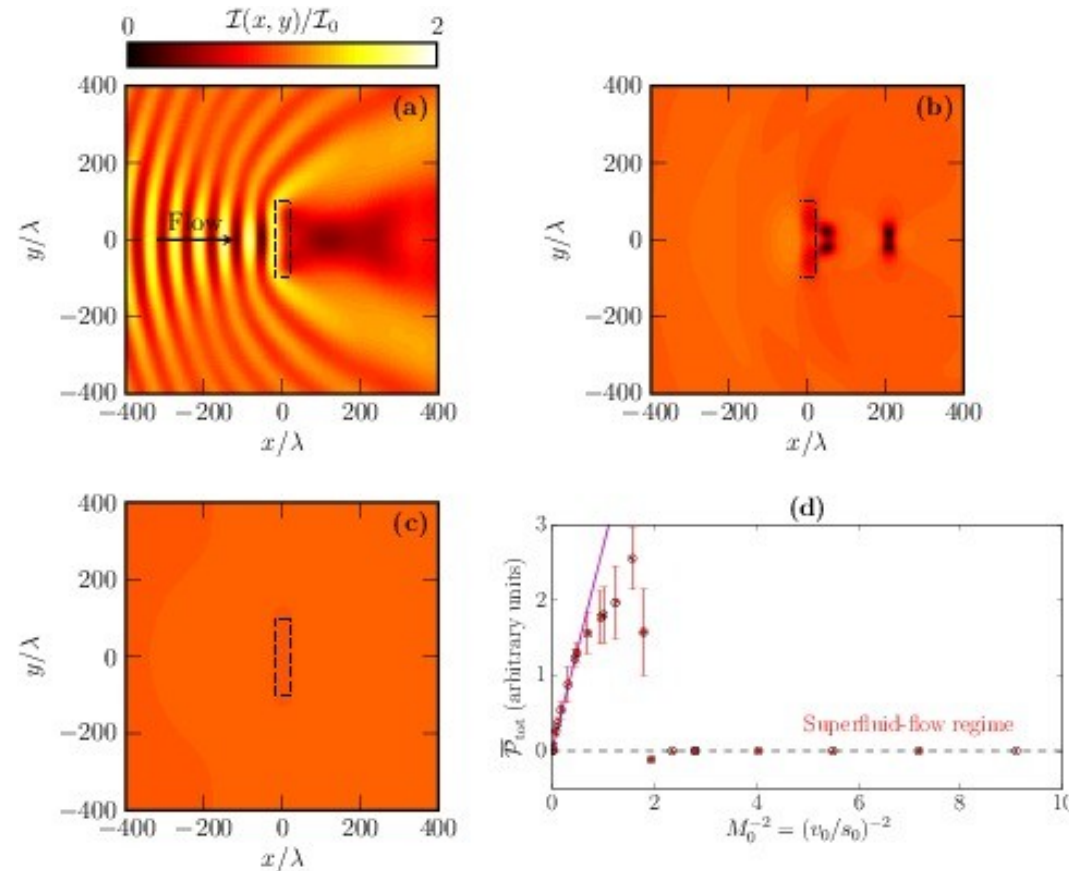 0 I(x, y)/I₀ 2
400
200
0
−200
−400
y/λ
(a)
Flow
−400 −200 0 200 400
x/λ
400
200
0
−200
−400
y/λ
(b)
−400 −200 0 200 400
x/λ
400
200
0
−200
−400
y/λ
(c)
−400 −200 0 200 400
x/λ
(d)
3
2
1
0
P̅tot (arbitrary units)
Superfluid-flow regime
0 2 4 6 8 10
M₀⁻² = (v₀/s₀)⁻²